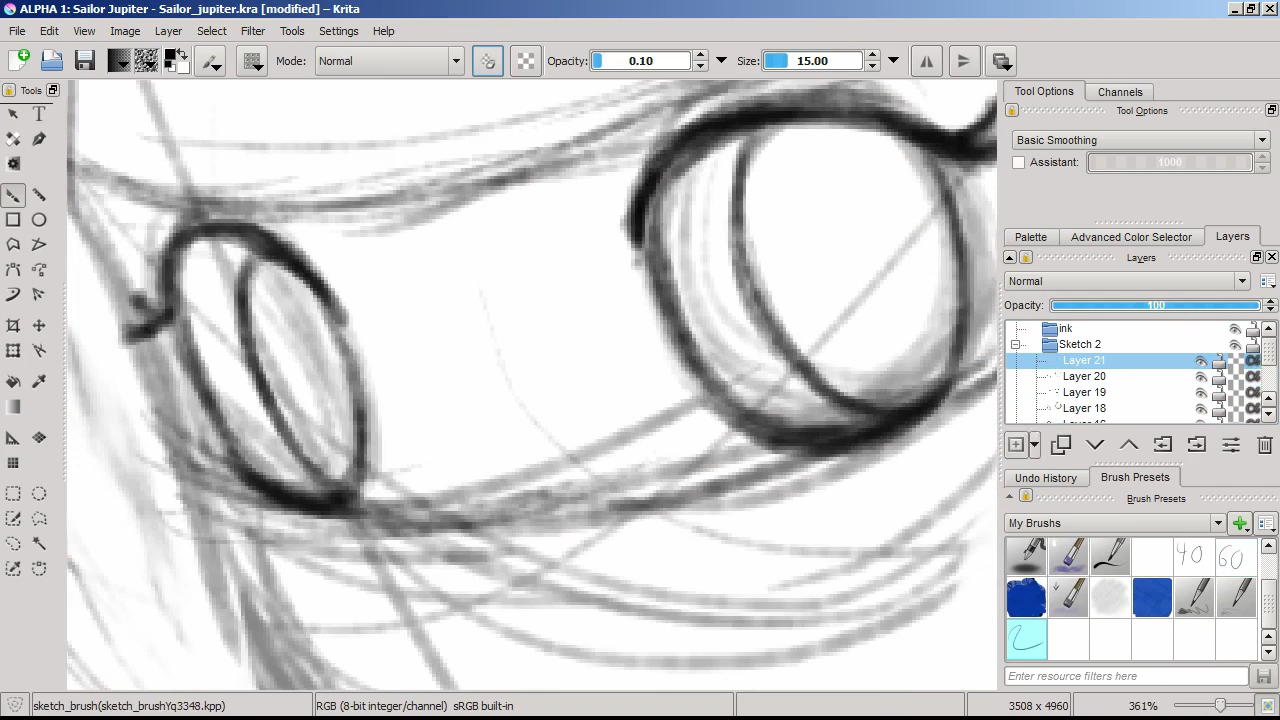 ALPHA 1: Sailor Jupiter - Sailor_jupiter.kra [modified] – Krita
File Edit View Image Layer Select Filter Tools Settings Help
Mode: Normal Opacity: 0.10 Size: 15.00
Tools
Tool Options Channels
Tool Options
Basic Smoothing
Assistant: 1000
Palette Advanced Color Selector Layers
Layers
Normal
Opacity: 100
ink
Sketch 2
Layer 21
Layer 20
Layer 19
Layer 18
Undo History Brush Presets
Brush Presets
My Brushes
40 60
Enter resource filters here
sketch_brush(sketch_brushYq3348.kpp) RGB (8-bit integer/channel) sRGB built-in 3508 x 4960 361%